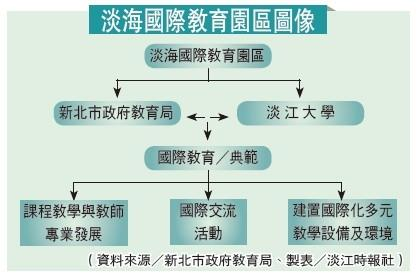 淡海國際教育園區圖像
淡海國際教育園區
新北市政府教育局
淡江大學
國際教育／典範
課程教學與教師
專業發展
國際交流
活動
建置國際化多元
教學設備及環境
（資料來源／新北市政府教育局、製表／淡江時報社）